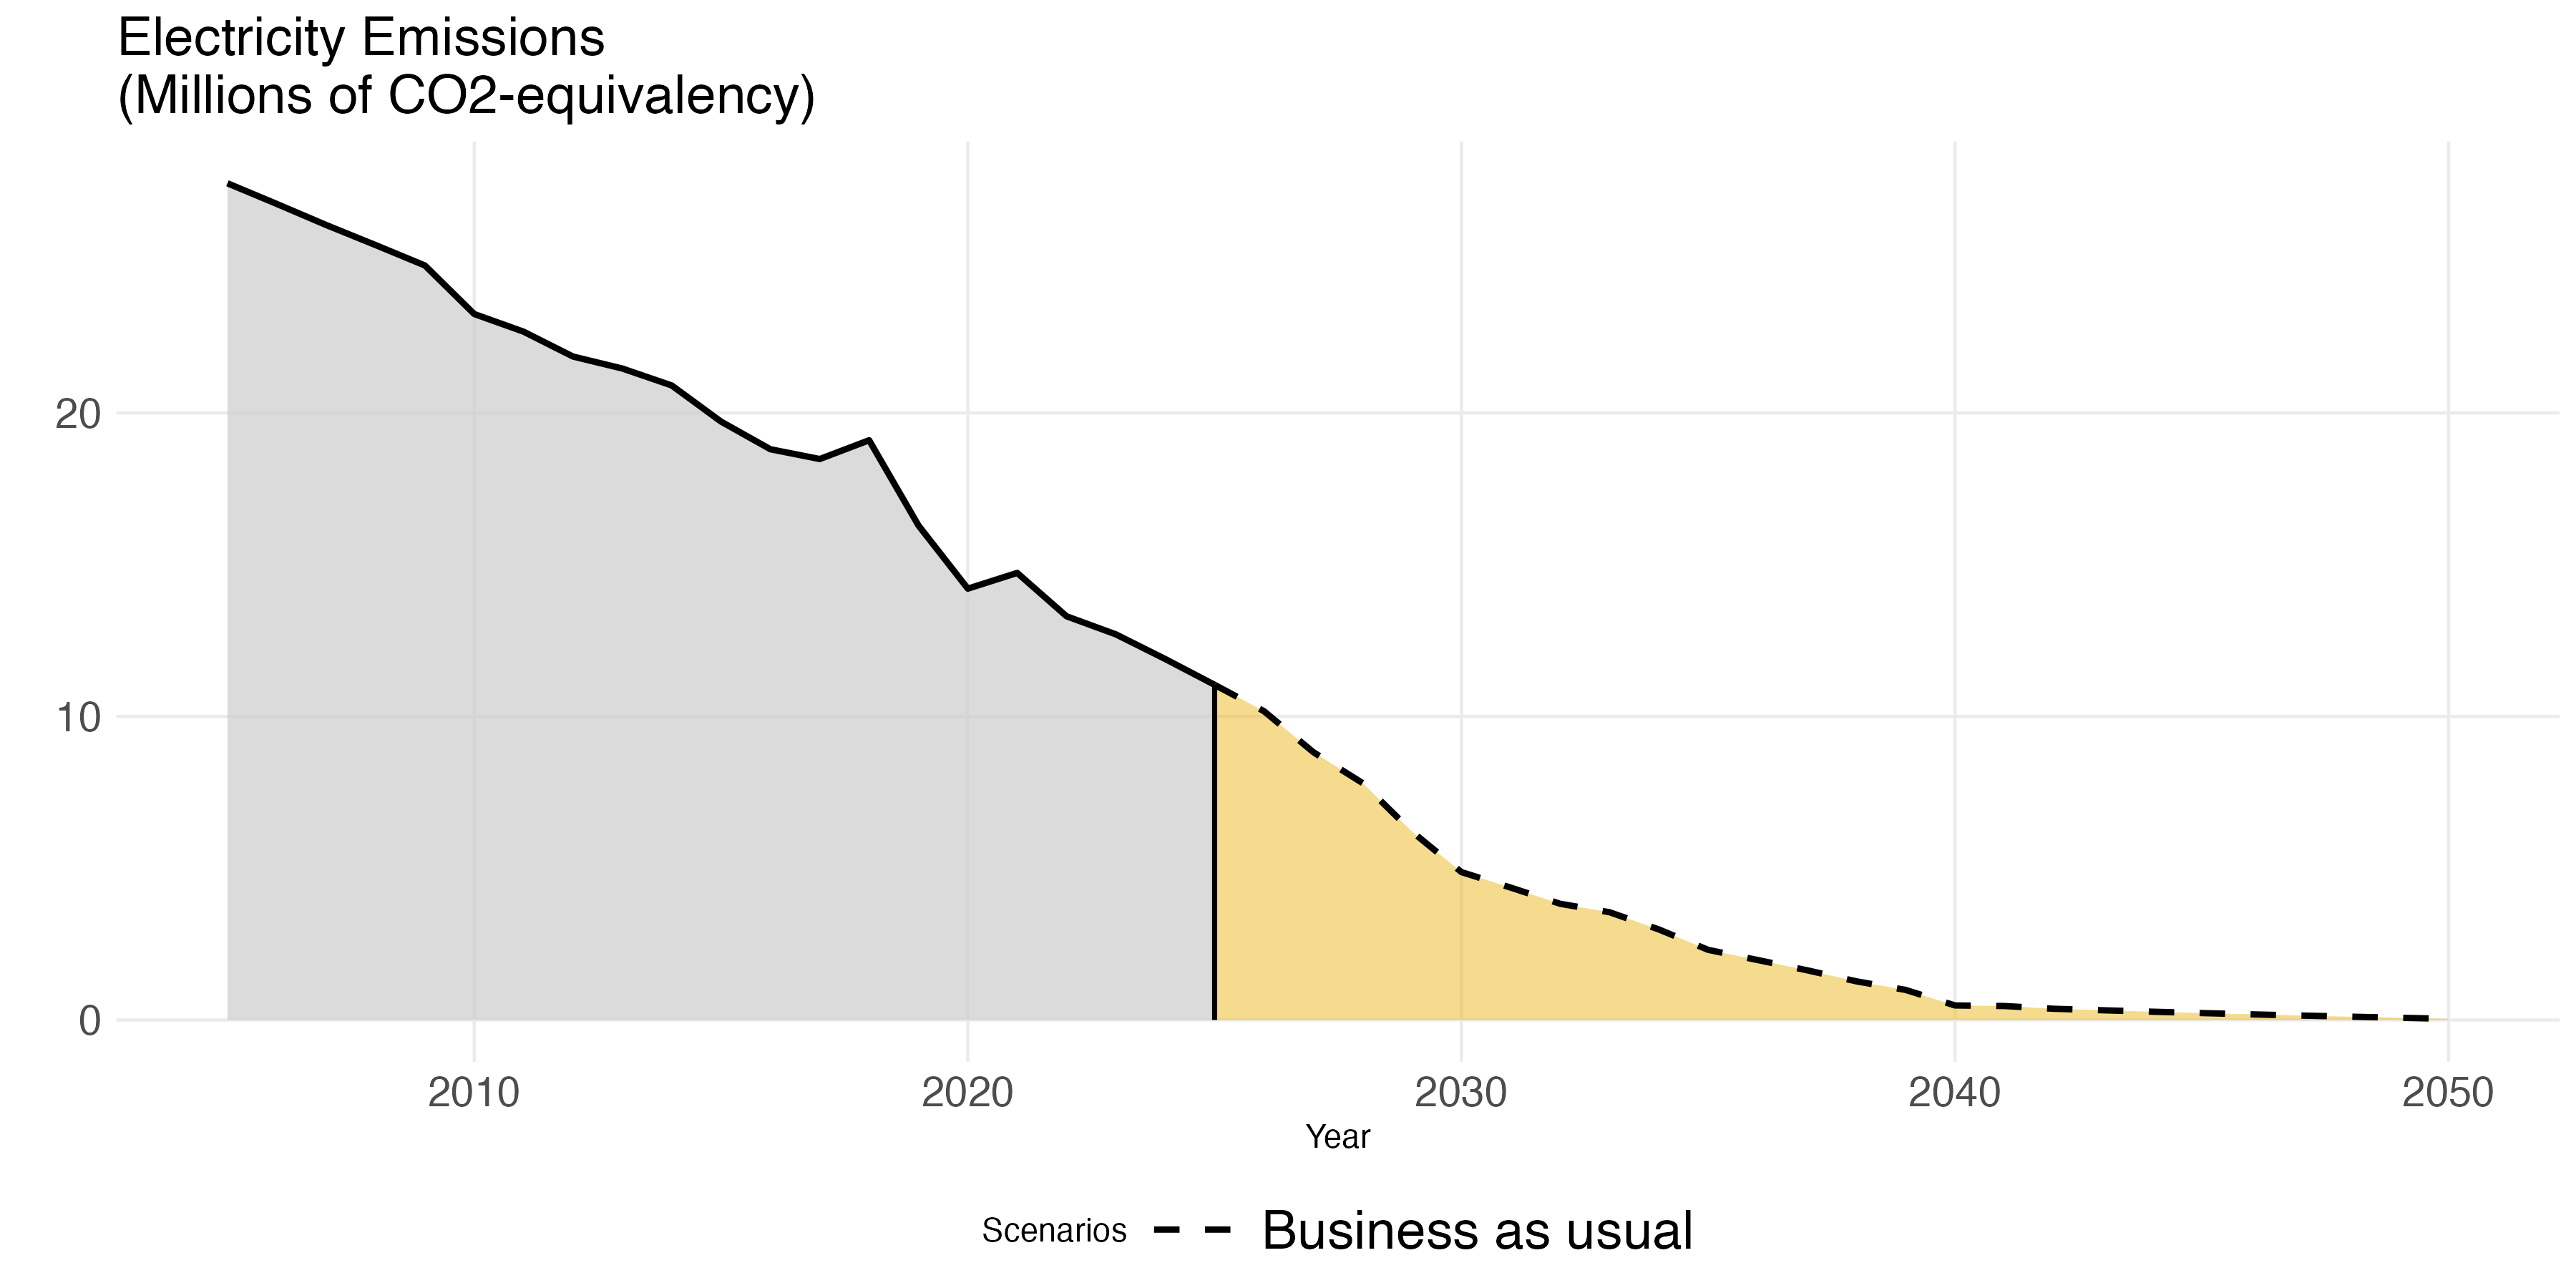 Electricity Emissions
(Millions of CO2-equivalency)
20
10
0
2010 2020 2030 2040 2050
Year
Scenarios Business as usual